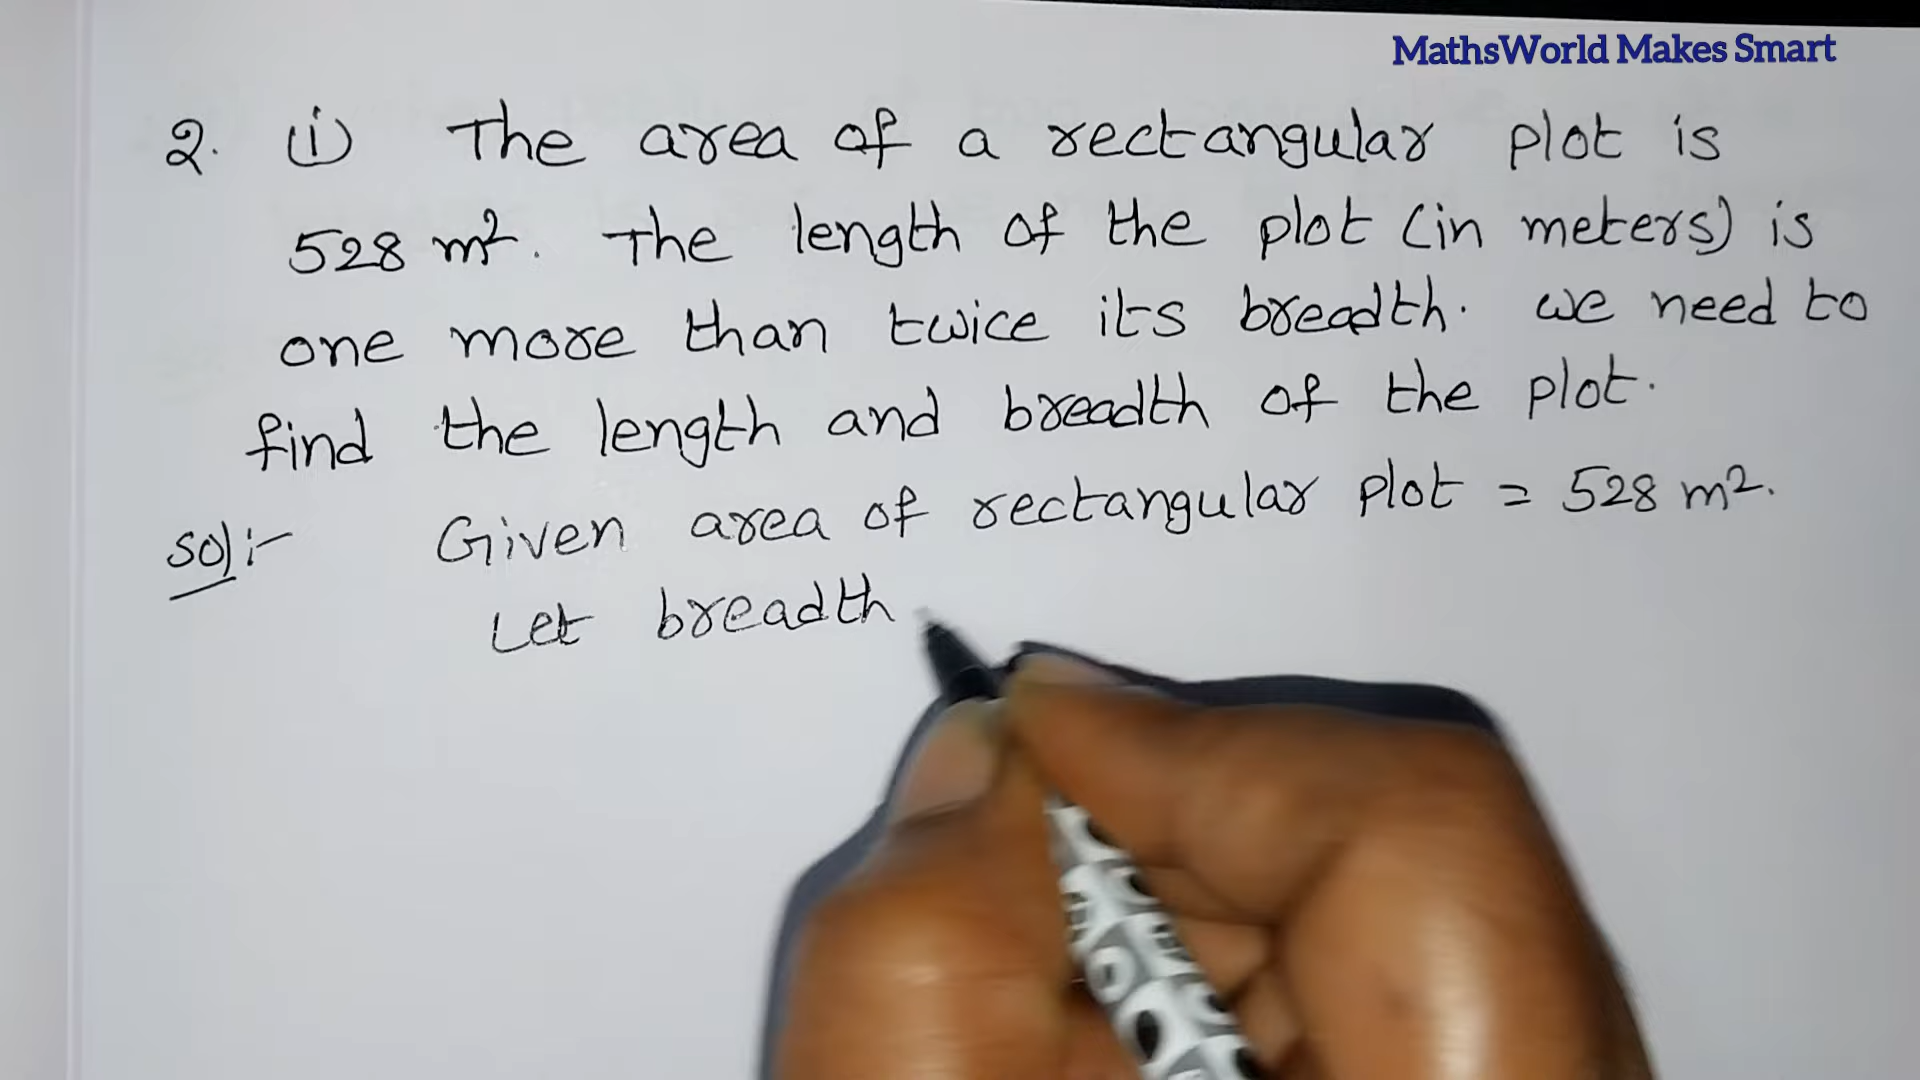 MathsWorld Makes Smart
2. (i) The area of a rectangular plot is
528 m². The length of the plot (in meters) is
one more than twice its breadth. we need to
find the length and breadth of the plot.
Sol:- Given area of rectangular plot = 528 m².
Let breadth